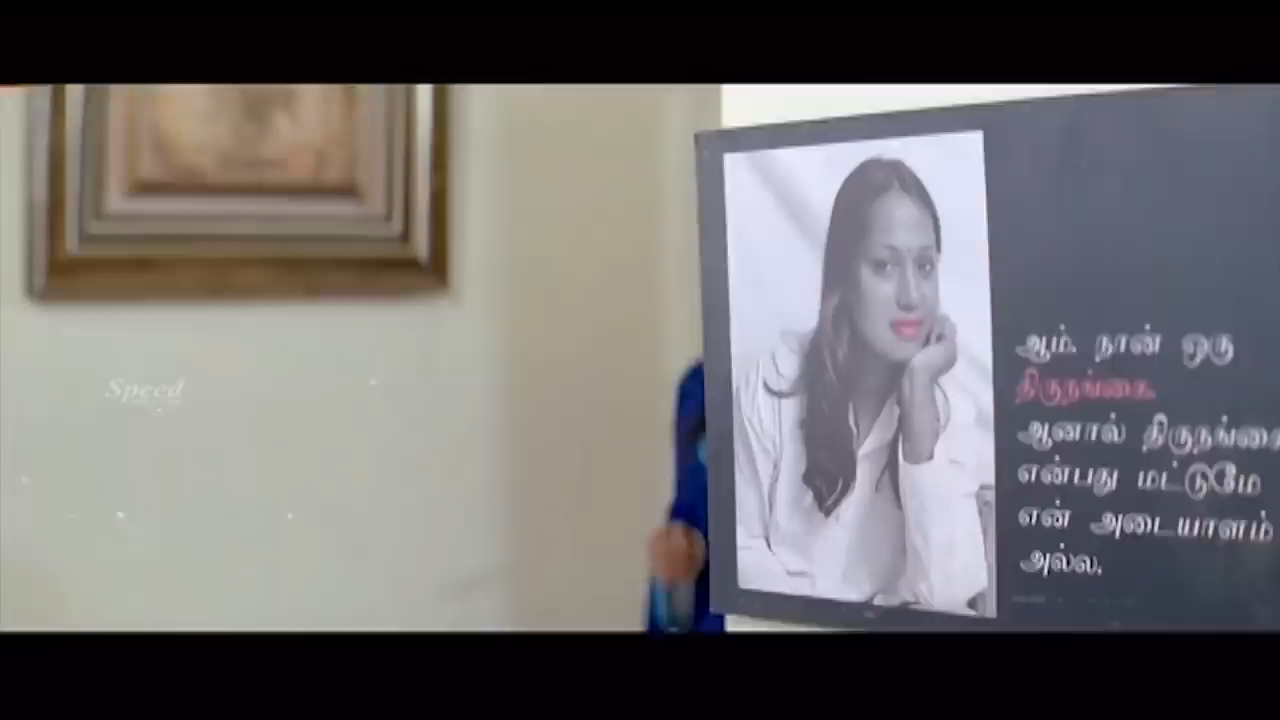 Speed
ஆம். நான் ஒரு
திருநங்கை.
ஆனால் திருநங்கை
என்பது மட்டுமே
என் அடையாளம்
அல்ல.